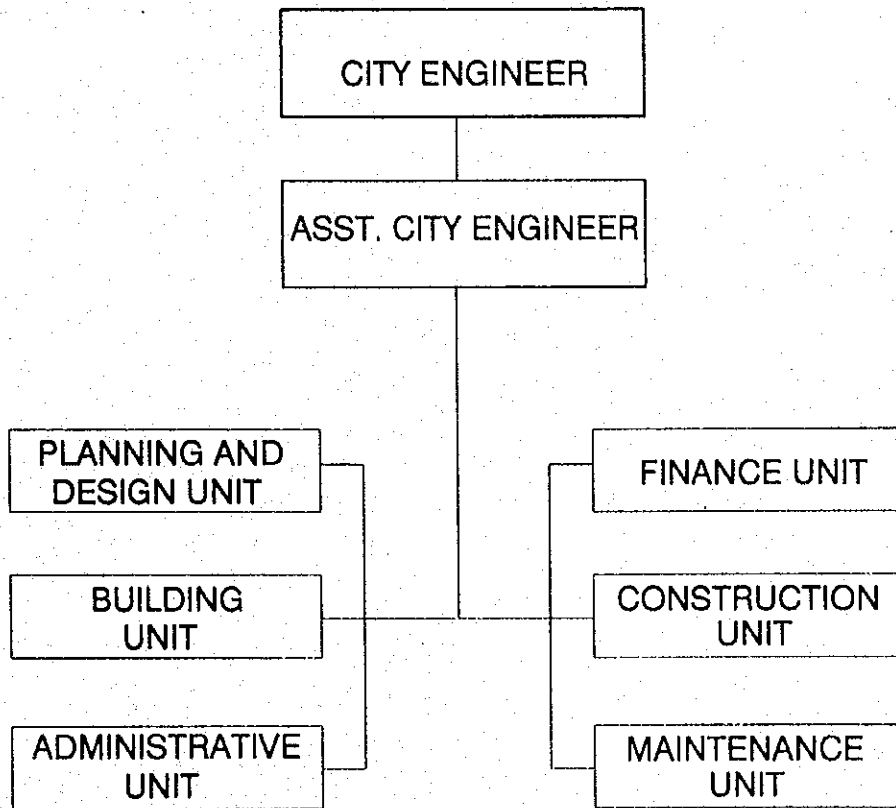 CITY ENGINEER
ASST. CITY ENGINEER
PLANNING AND
DESIGN UNIT
FINANCE UNIT
BUILDING
UNIT
CONSTRUCTION
UNIT
ADMINISTRATIVE
UNIT
MAINTENANCE
UNIT